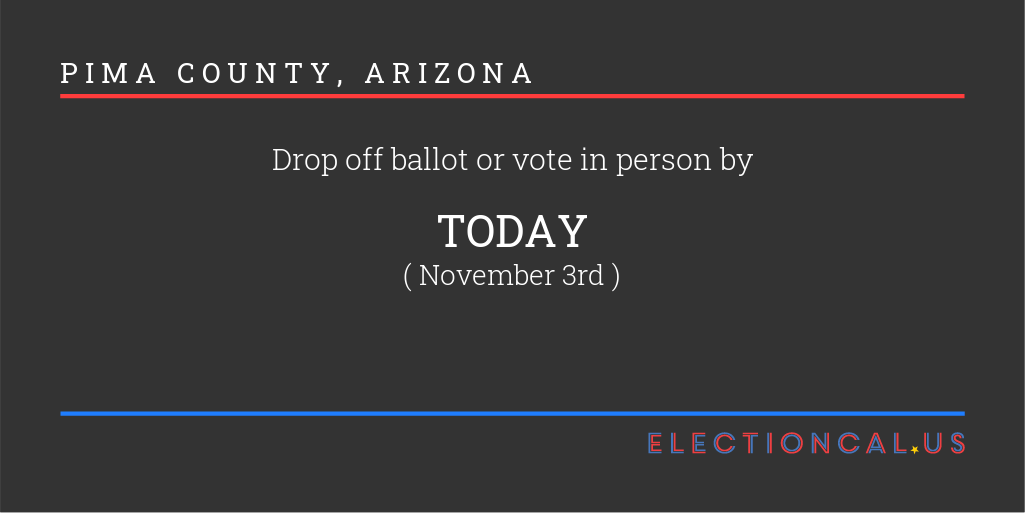 PIMA COUNTY, ARIZONA
Drop off ballot or vote in person by
TODAY
( November 3rd )
ELECTIONCAL.US